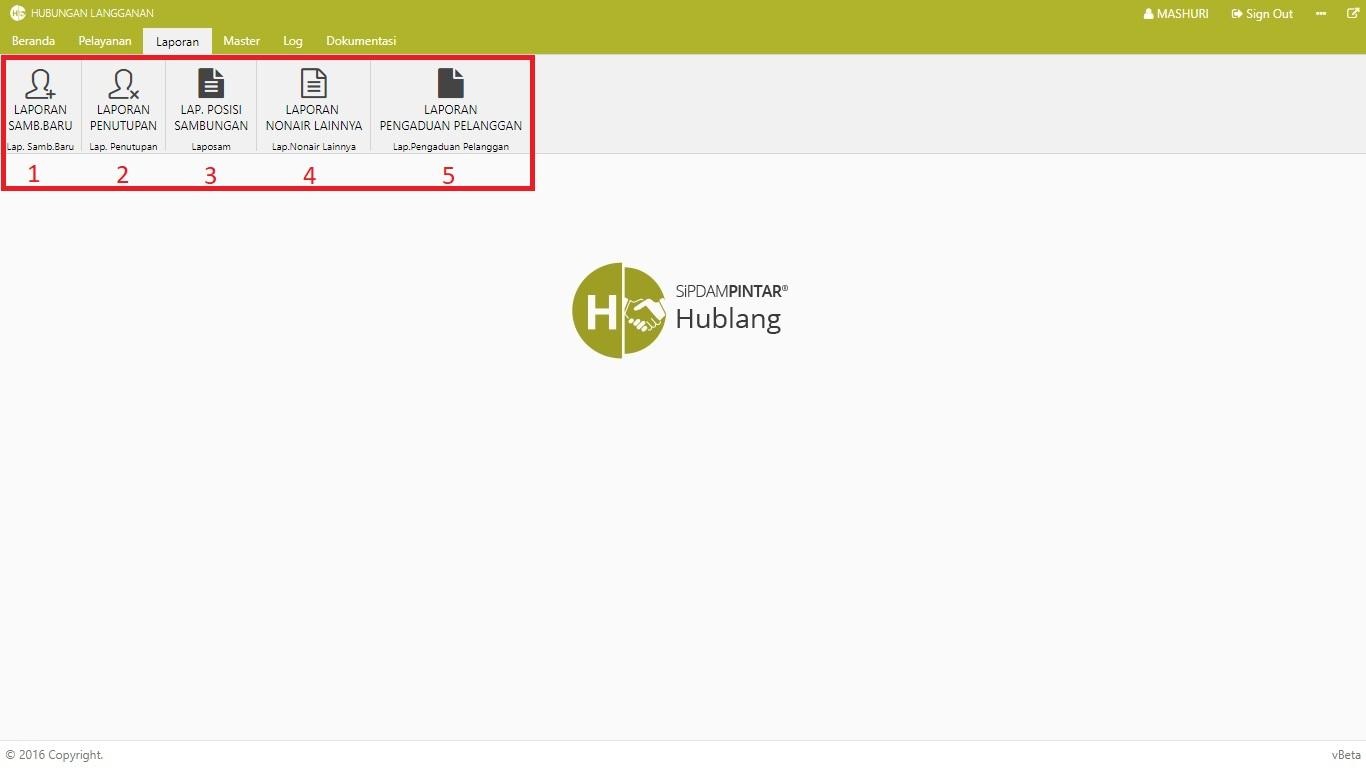 HUBUNGAN LANGGANAN
MASHURI Sign Out
Beranda Pelayanan Laporan Master Log Dokumentasi
LAPORAN SAMB.BARU
Lap. Samb.Baru
1
LAPORAN PENUTUPAN
Lap. Penutupan
2
LAP. POSISI SAMBUNGAN
Laposam
3
LAPORAN NONAIR LAINNYA
Lap.Nonair Lainnya
4
LAPORAN PENGADUAN PELANGGAN
Lap.Pengaduan Pelanggan
5
H
SiPDAMPINTAR®
Hublang
© 2016 Copyright.
vBeta